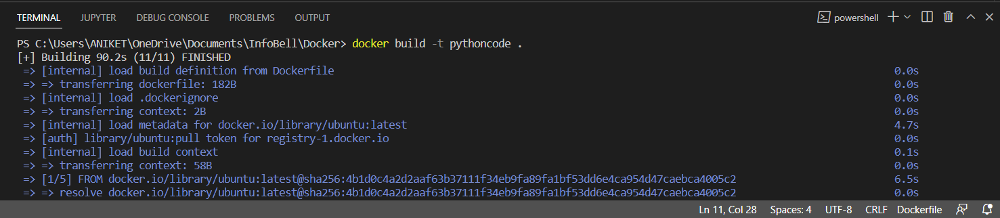 TERMINAL JUPYTER DEBUG CONSOLE PROBLEMS OUTPUT powershell
PS C:\Users\ANIKET\OneDrive\Documents\InfoBell\Docker> docker build -t pythoncode .
[+] Building 90.2s (11/11) FINISHED
=> [internal] load build definition from Dockerfile 0.0s
=> => transferring dockerfile: 182B 0.0s
=> [internal] load .dockerignore 0.0s
=> => transferring context: 2B 0.0s
=> [internal] load metadata for docker.io/library/ubuntu:latest 4.7s
=> [auth] library/ubuntu:pull token for registry-1.docker.io 0.0s
=> [internal] load build context 0.1s
=> => transferring context: 58B 0.0s
=> [1/5] FROM docker.io/library/ubuntu:latest@sha256:4b1d0c4a2d2aaf63b37111f34eb9fa89fa1bf53dd6e4ca954d47caebca4005c2 6.5s
=> => resolve docker.io/library/ubuntu:latest@sha256:4b1d0c4a2d2aaf63b37111f34eb9fa89fa1bf53dd6e4ca954d47caebca4005c2 0.0s
Ln 11, Col 28 Spaces: 4 UTF-8 CRLF Dockerfile